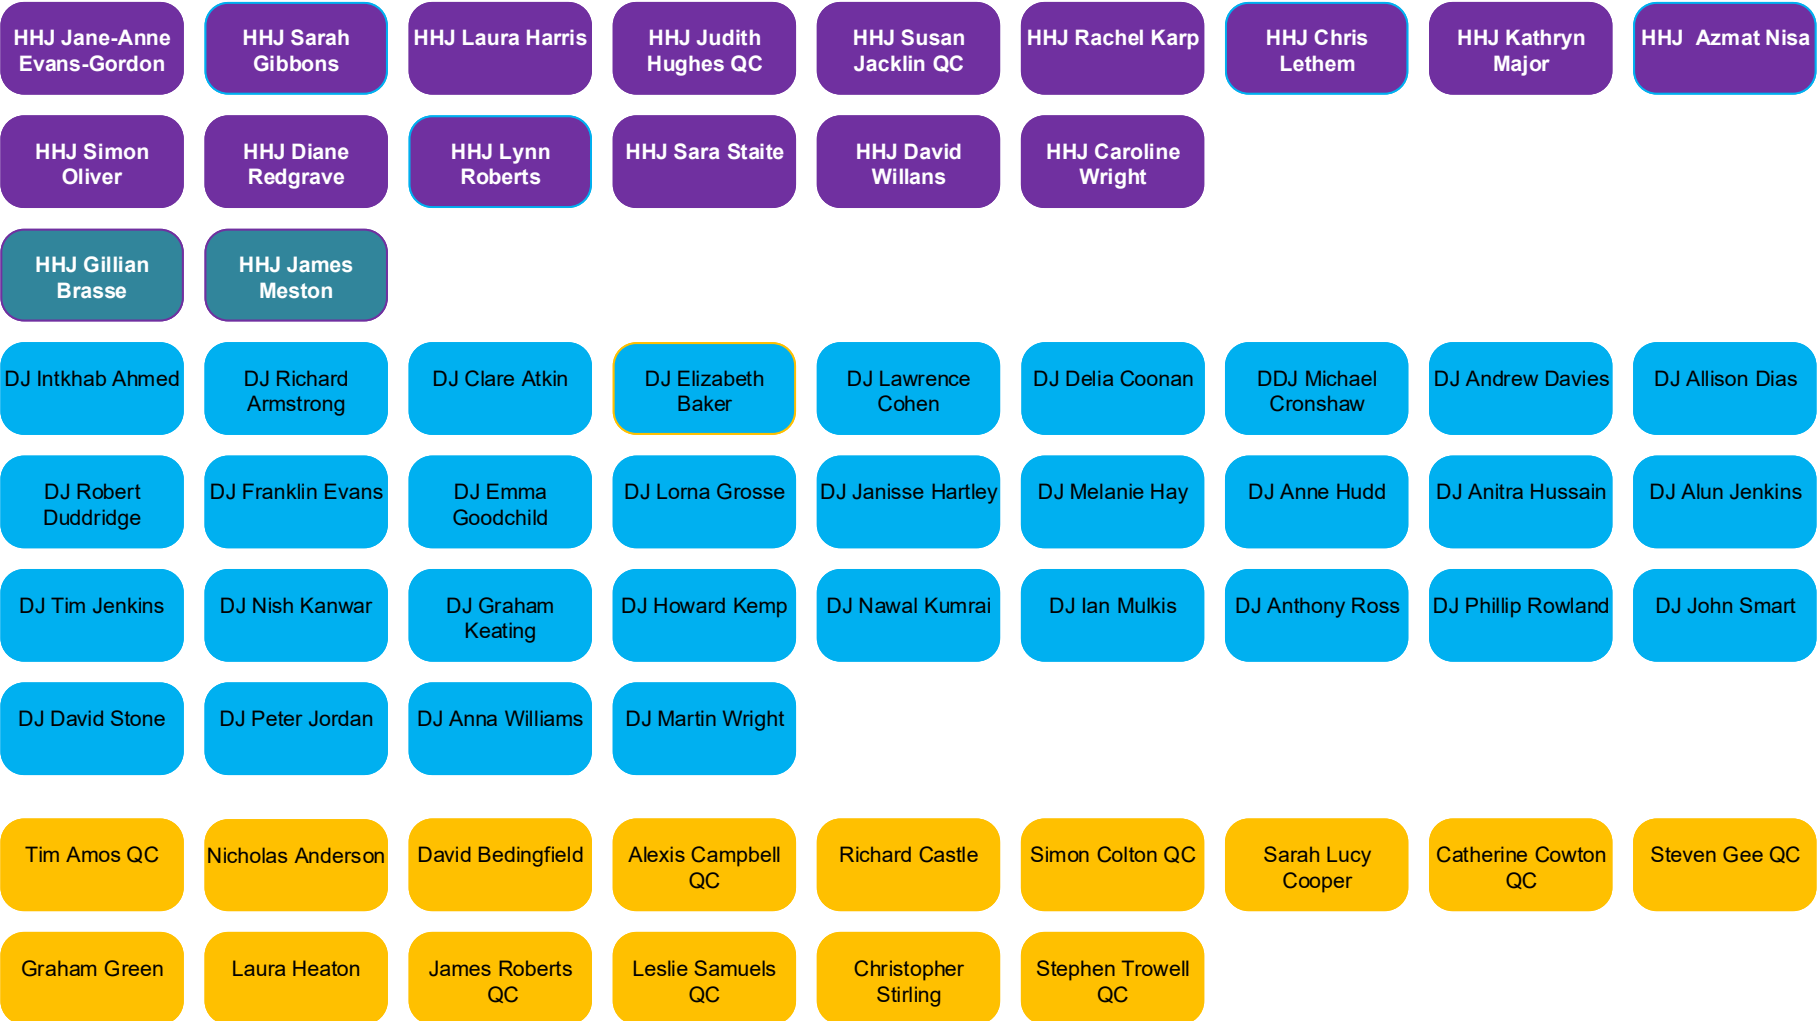 HHJ Jane-Anne
Evans-Gordon
HHJ Sarah
Gibbons
HHJ Laura Harris
HHJ Judith
Hughes QC
HHJ Susan
Jacklin QC
HHJ Rachel Karp
HHJ Chris
Lethem
HHJ Kathryn
Major
HHJ  Azmat Nisa
HHJ Simon
Oliver
HHJ Diane
Redgrave
HHJ Lynn
Roberts
HHJ Sara Staite
HHJ David
Willans
HHJ Caroline
Wright
HHJ Gillian
Brasse
HHJ James
Meston
DJ Intkhab Ahmed
DJ Richard
Armstrong
DJ Clare Atkin
DJ Elizabeth
Baker
DJ Lawrence
Cohen
DJ Delia Coonan
DDJ Michael
Cronshaw
DJ Andrew Davies
DJ Allison Dias
DJ Robert
Duddridge
DJ Franklin Evans
DJ Emma
Goodchild
DJ Lorna Grosse
DJ Janisse Hartley
DJ Melanie Hay
DJ Anne Hudd
DJ Anitra Hussain
DJ Alun Jenkins
DJ Tim Jenkins
DJ Nish Kanwar
DJ Graham
Keating
DJ Howard Kemp
DJ Nawal Kumrai
DJ Ian Mulkis
DJ Anthony Ross
DJ Phillip Rowland
DJ John Smart
DJ David Stone
DJ Peter Jordan
DJ Anna Williams
DJ Martin Wright
Tim Amos QC
Nicholas Anderson
David Bedingfield
Alexis Campbell
QC
Richard Castle
Simon Colton QC
Sarah Lucy
Cooper
Catherine Cowton
QC
Steven Gee QC
Graham Green
Laura Heaton
James Roberts
QC
Leslie Samuels
QC
Christopher
Stirling
Stephen Trowell
QC